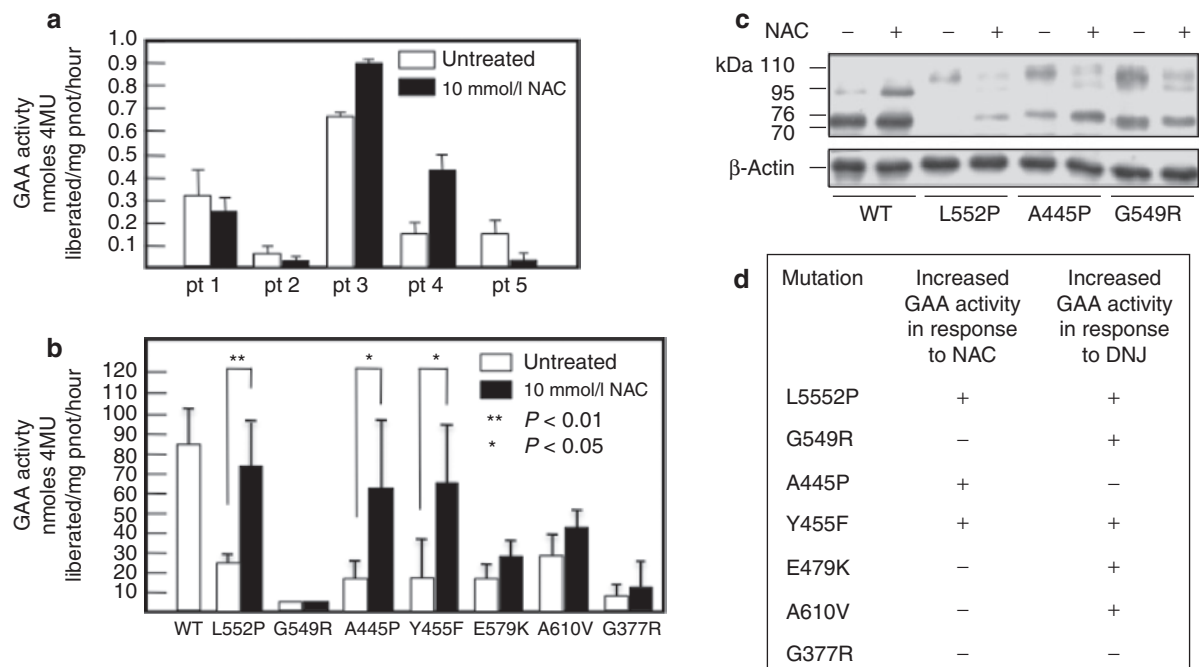 a
GAA activty
nmoles 4MU
liberated/mg pnot/hour
1.0
0.9
0.8
0.7
0.6
0.5
0.4
0.3
0.2
0.1
Untreated
10 mmol/l NAC
pt 1 pt 2 pt 3 pt 4 pt 5
b
GAA activty
nmoles 4MU
liberated/mg pnot/hour
120
110
100
90
80
70
60
50
40
30
20
10
** * *
Untreated
10 mmol/l NAC
** P < 0.01
* P < 0.05
WT L552P G549R A445P Y455F E579K A610V G377R
c
NAC – + – + – + – +
kDa 110
95
76
70
β-Actin
WT L552P A445P G549R
d
Mutation Increased GAA activity in response to NAC Increased GAA activity in response to DNJ
L5552P + +
G549R – +
A445P + –
Y455F + +
E479K – +
A610V – +
G377R – –